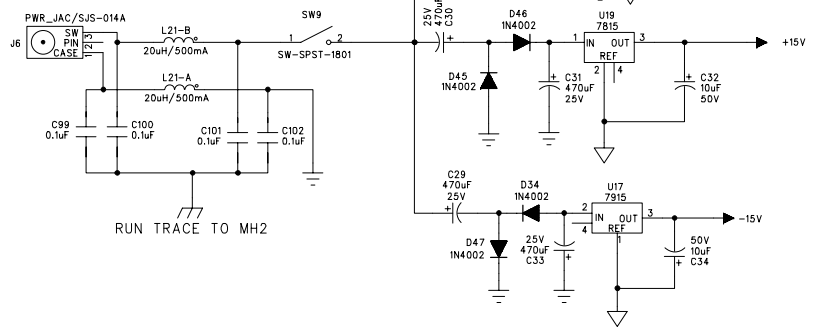 PWR_JAC/SJS-014A
J6
SW 3
PIN 2
CASE 1
L21-B
20uH/500mA
L21-A
20uH/500mA
C99
0.1uF
C100
0.1uF
C101
0.1uF
C102
0.1uF
RUN TRACE TO MH2
SW9
1 2
SW-SPST-1801
25V
470uF
C30
+
D46
1N4002
D45
1N4002
+
C31
470uF
25V
U19
7815
1 IN OUT 3
REF
2 4
+
C32
10uF
50V
+15V
C29
470uF
25V
+
D34
1N4002
D47
1N4002
25V
470uF
C33
+
U17
7915
2 IN OUT 3
4
REF
1
50V
10uF
C34
+
-15V